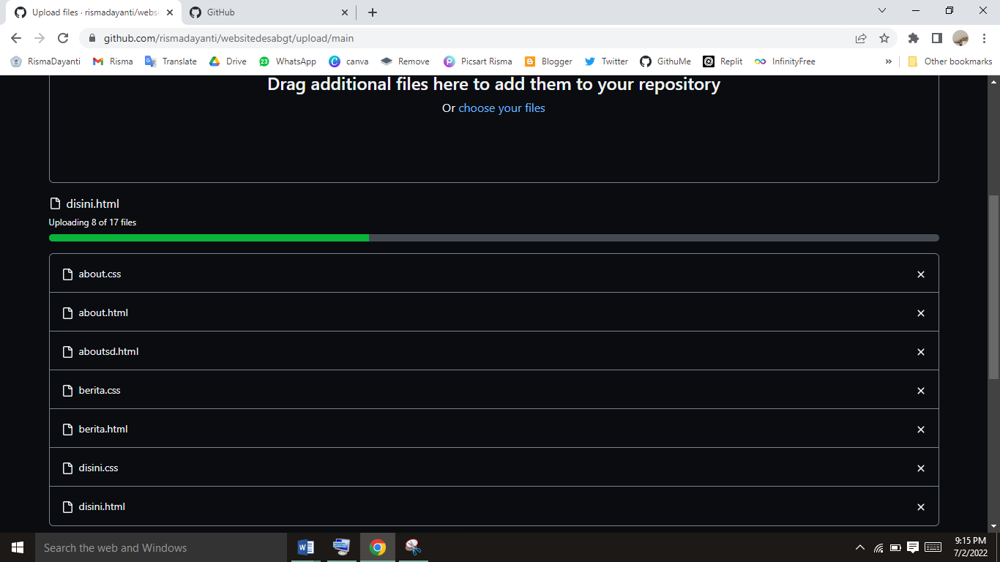 Upload files · rismadayanti/websi
GitHub
github.com/rismadayanti/websitedesabgt/upload/main
RismaDayanti
Risma
Translate
Drive
23
WhatsApp
canva
Remove
Picsart Risma
Blogger
Twitter
GithuMe
Replit
InfinityFree
»
Other bookmarks
Drag additional files here to add them to your repository
Or choose your files
disini.html
Uploading 8 of 17 files
about.css
about.html
aboutsd.html
berita.css
berita.html
disini.css
disini.html
Search the web and Windows
9:15 PM
7/2/2022